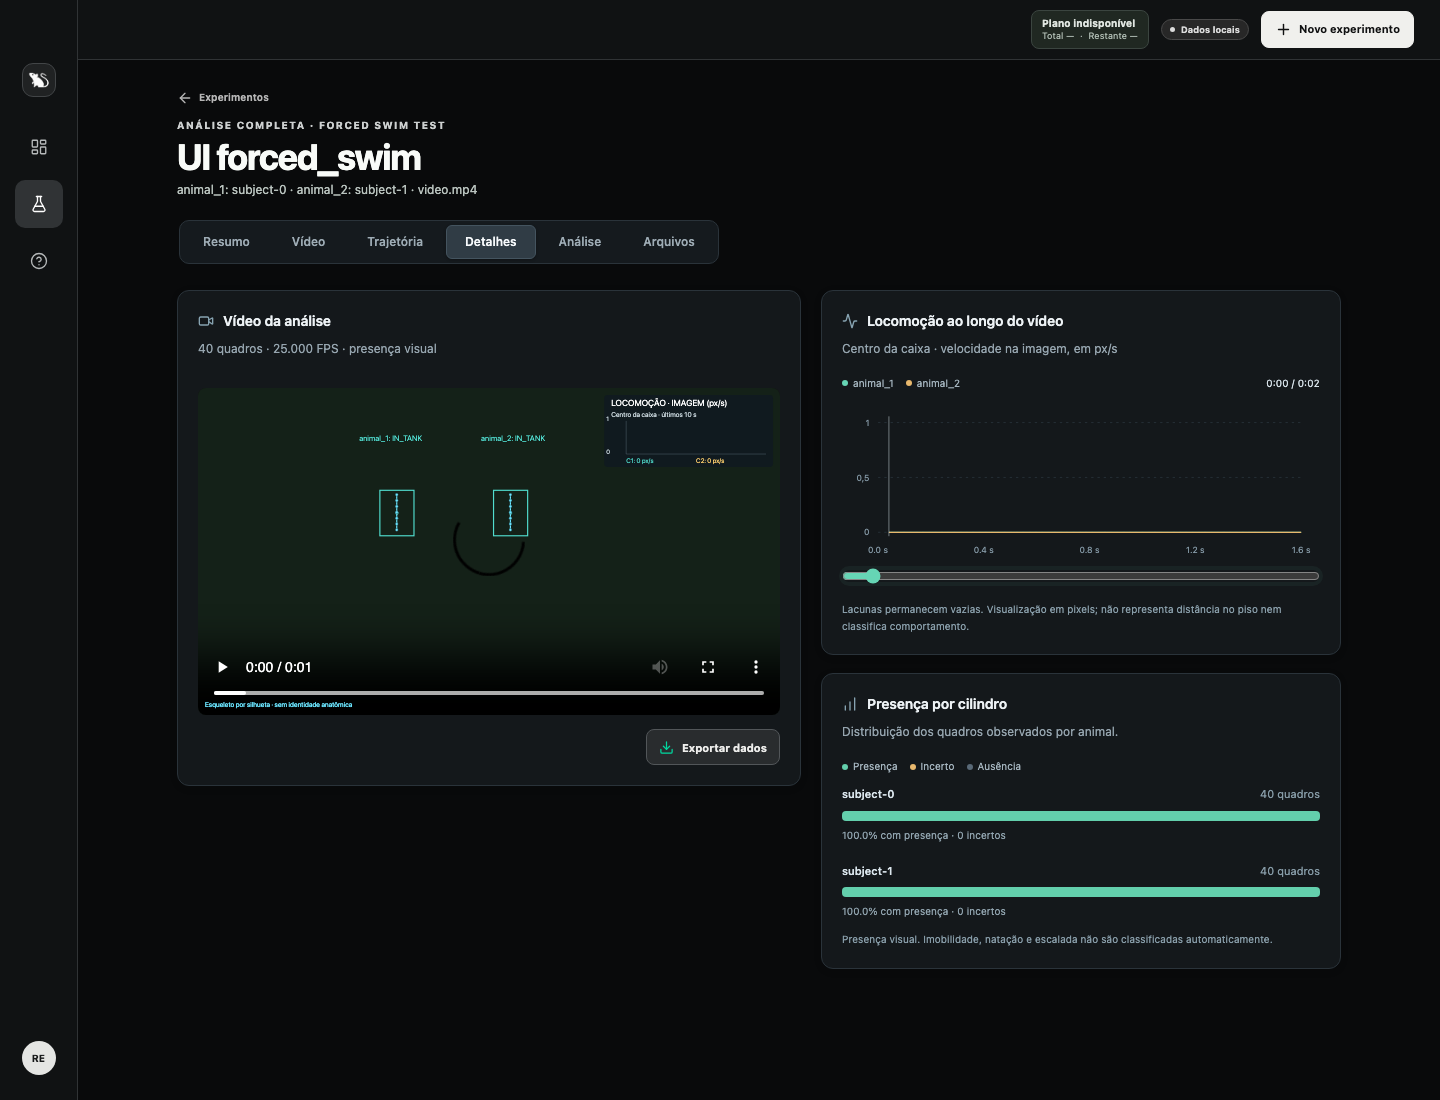 Plano indisponível
Total — · Restante —
Dados locais
Novo experimento
Experimentos
ANÁLISE COMPLETA · FORCED SWIM TEST
UI forced_swim
animal_1: subject-0 · animal_2: subject-1 · video.mp4
Resumo
Vídeo
Trajetória
Detalhes
Análise
Arquivos
Vídeo da análise
40 quadros · 25.000 FPS · presença visual
LOCOMOÇÃO · IMAGEM (px/s)
Centro da caixa · últimos 10 s
1
0
C1: 0 px/s
C2: 0 px/s
animal_1: IN_TANK
animal_2: IN_TANK
0:00 / 0:01
Esqueleto por silhueta · sem identidade anatômica
Exportar dados
Locomoção ao longo do vídeo
Centro da caixa · velocidade na imagem, em px/s
animal_1
animal_2
0:00 / 0:02
1
0,5
0
0.0 s
0.4 s
0.8 s
1.2 s
1.6 s
Lacunas permanecem vazias. Visualização em pixels; não representa distância no piso nem
classifica comportamento.
Presença por cilindro
Distribuição dos quadros observados por animal.
Presença
Incerto
Ausência
subject-0
40 quadros
100.0% com presença · 0 incertos
subject-1
40 quadros
100.0% com presença · 0 incertos
Presença visual. Imobilidade, natação e escalada não são classificadas automaticamente.
RE